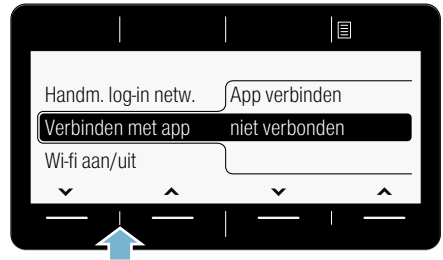 Handm. log-in netw.
App verbinden
Verbinden met app
niet verbonden
Wi-fi aan/uit